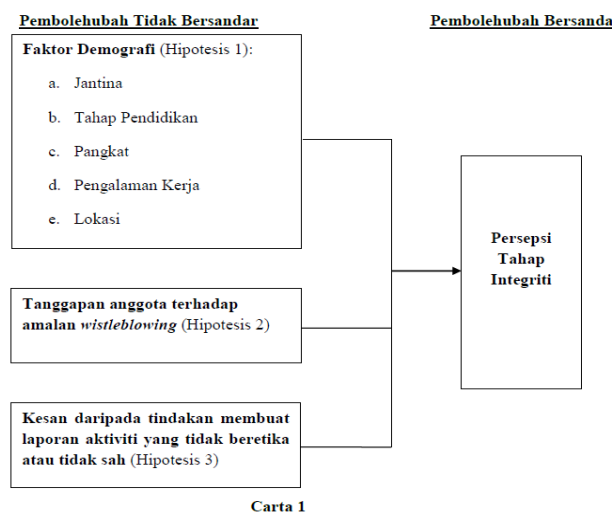 Pembolehubah Tidak Bersandar
Pembolehubah Bersanda
Faktor Demografi (Hipotesis 1):
a. Jantina
b. Tahap Pendidikan
c. Pangkat
d. Pengalaman Kerja
e. Lokasi
Tanggapan anggota terhadap
amalan wistleblowing (Hipotesis 2)
Kesan daripada tindakan membuat
laporan aktiviti yang tidak beretika
atau tidak sah (Hipotesis 3)
Persepsi
Tahap
Integriti
Carta 1